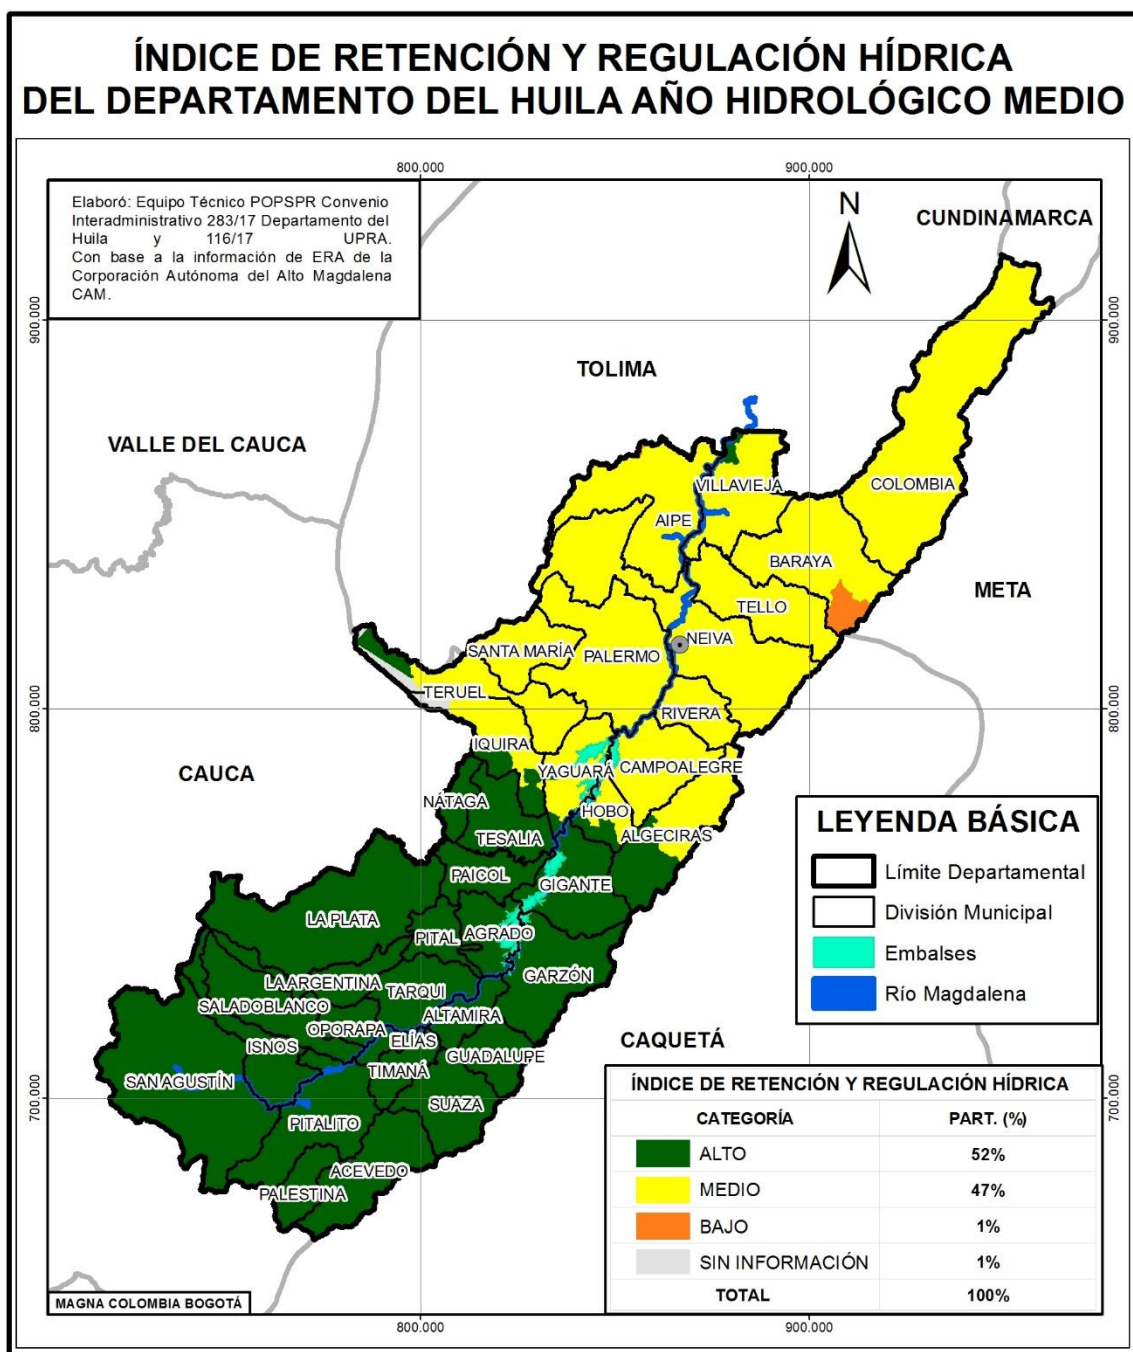 ÍNDICE DE RETENCIÓN Y REGULACIÓN HÍDRICA
DEL DEPARTAMENTO DEL HUILA AÑO HIDROLÓGICO MEDIO
800.000
900.000
Elaboró: Equipo Técnico POPSPR Convenio
Interadministrativo 283/17 Departamento del
Huila y 116/17 UPRA.
Con base a la información de ERA de la
Corporación Autónoma del Alto Magdalena
CAM.
N
CUNDINAMARCA
900.000
900.000
TOLIMA
VALLE DEL CAUCA
VILLAVIEJA
COLOMBIA
AIPE
BARAYA
META
TELLO
NEIVA
SANTA MARÍA
PALERMO
TERUEL
800.000
RIVERA
800.000
IQUIRA
CAUCA
YAGUARÁ
CAMPOALEGRE
NÁTAGA
HOBO
TESALIA
ALGECIRAS
PAICOL
GIGANTE
LA PLATA
PITAL
AGRADO
GARZÓN
LA ARGENTINA
TARQUI
SALADOBLANCO
ALTAMIRA
OPORAPA
ELÍAS
ISNOS
GUADALUPE
TIMANÁ
SAN AGUSTÍN
SUAZA
PITALITO
ACEVEDO
PALESTINA
CAQUETÁ
700.000
700.000
LEYENDA BÁSICA
Límite Departamental
División Municipal
Embalses
Río Magdalena
ÍNDICE DE RETENCIÓN Y REGULACIÓN HÍDRICA
CATEGORÍA PART. (%)
ALTO 52%
MEDIO 47%
BAJO 1%
SIN INFORMACIÓN 1%
TOTAL 100%
MAGNA COLOMBIA BOGOTÁ
800.000
900.000